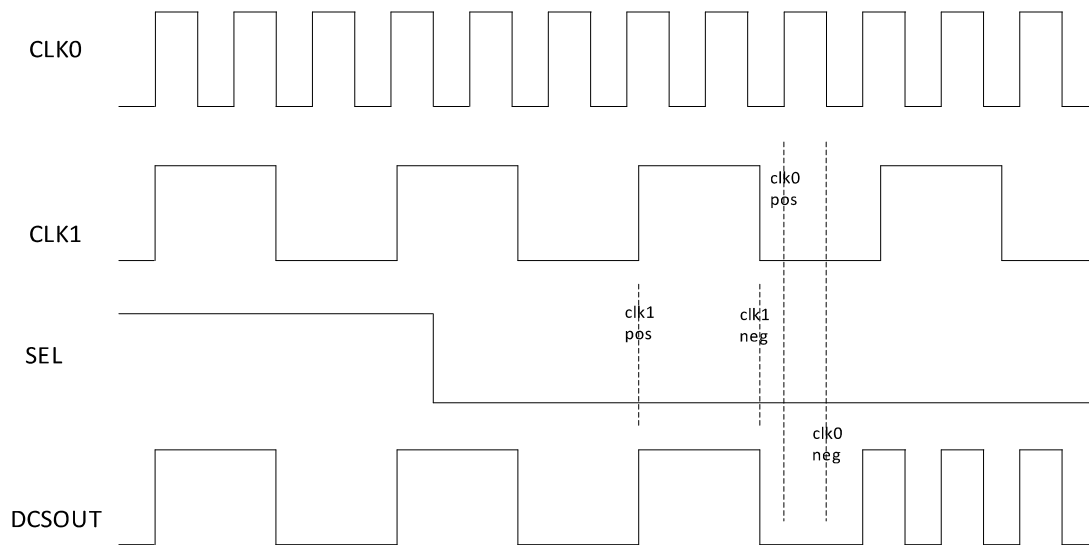 CLK0
CLK1
clk0
pos
SEL
clk1
pos
clk1
neg
clk0
neg
DCSOUT